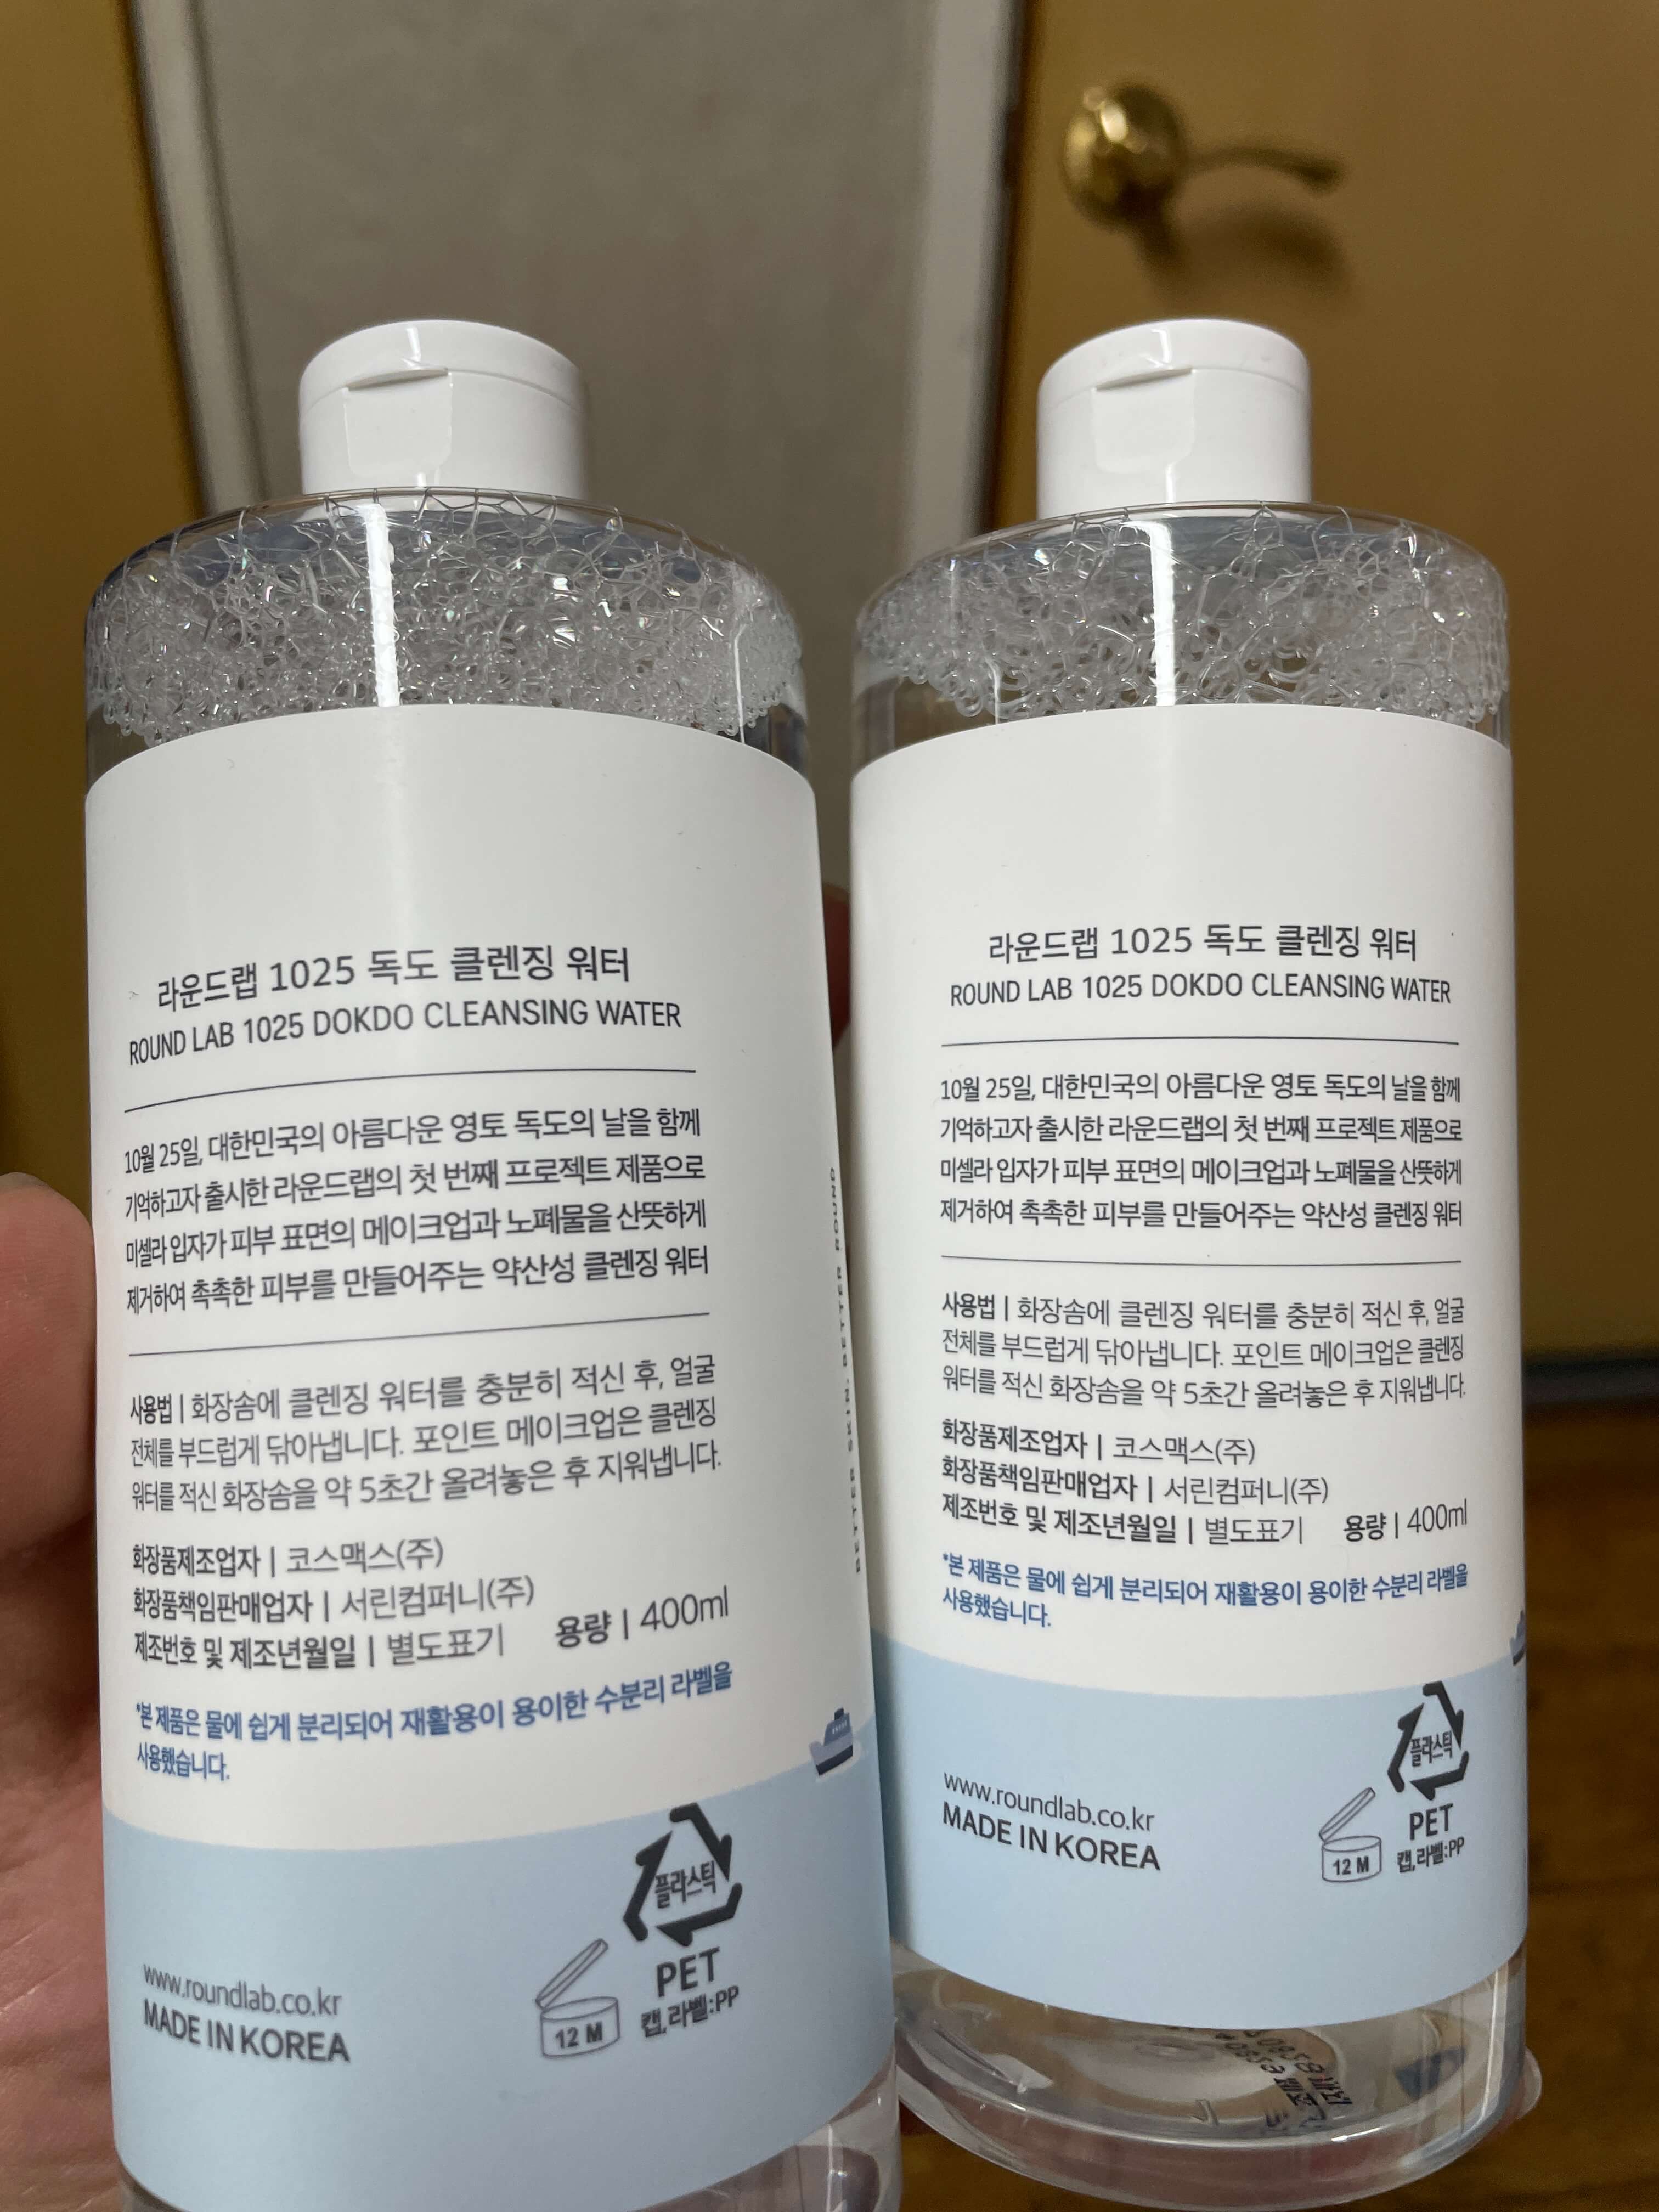 라운드랩 1025 독도 클렌징 워터
ROUND LAB 1025 DOKDO CLEANSING WATER
10월 25일, 대한민국의 아름다운 영토 독도의 날을 함께
기억하고자 출시한 라운드랩의 첫 번째 프로젝트 제품으로
미셀라 입자가 피부 표면의 메이크업과 노폐물을 산뜻하게
제거하여 촉촉한 피부를 만들어주는 약산성 클렌징 워터
사용법 | 화장솜에 클렌징 워터를 충분히 적신 후, 얼굴
전체를 부드럽게 닦아냅니다. 포인트 메이크업은 클렌징
워터를 적신 화장솜을 약 5초간 올려놓은 후 지워냅니다.
화장품제조업자 | 코스맥스(주)
화장품책임판매업자 | 서린컴퍼니(주)
제조번호 및 제조년월일 | 별도표기 용량 | 400ml
*본 제품은 물에 쉽게 분리되어 재활용이 용이한 수분리 라벨을
사용했습니다.
플라스틱
PET
캡,라벨:PP
12 M
www.roundlab.co.kr
MADE IN KOREA
BETTER SKIN, BETTER ROUND
라운드랩 1025 독도 클렌징 워터
ROUND LAB 1025 DOKDO CLEANSING WATER
10월 25일, 대한민국의 아름다운 영토 독도의 날을 함께
기억하고자 출시한 라운드랩의 첫 번째 프로젝트 제품으로
미셀라 입자가 피부 표면의 메이크업과 노폐물을 산뜻하게
제거하여 촉촉한 피부를 만들어주는 약산성 클렌징 워터
사용법 | 화장솜에 클렌징 워터를 충분히 적신 후, 얼굴
전체를 부드럽게 닦아냅니다. 포인트 메이크업은 클렌징
워터를 적신 화장솜을 약 5초간 올려놓은 후 지워냅니다.
화장품제조업자 | 코스맥스(주)
화장품책임판매업자 | 서린컴퍼니(주)
제조번호 및 제조년월일 | 별도표기 용량 | 400ml
*본 제품은 물에 쉽게 분리되어 재활용이 용이한 수분리 라벨을
사용했습니다.
플라스틱
PET
캡,라벨:PP
12 M
www.roundlab.co.kr
MADE IN KOREA